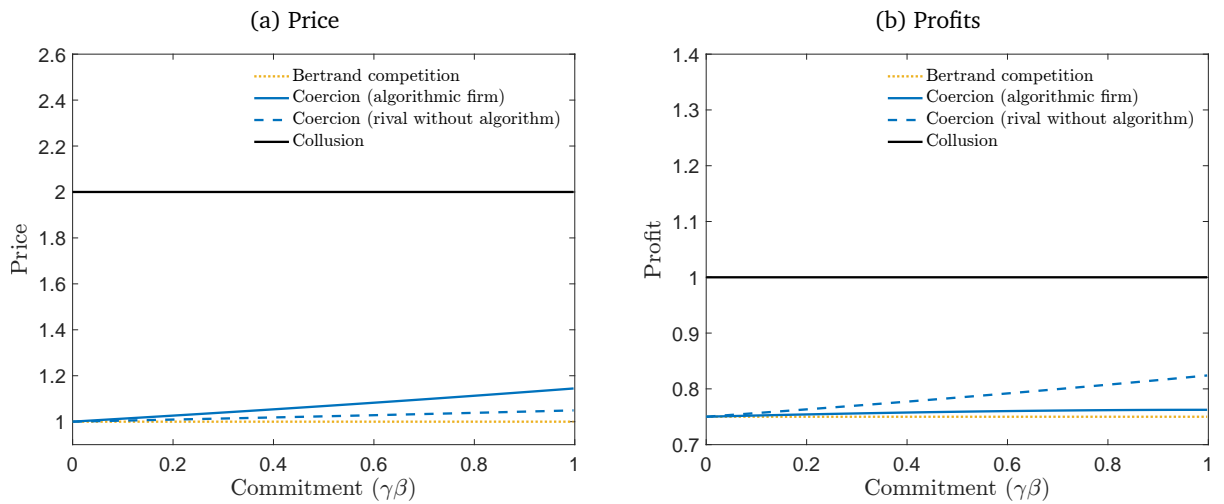 (a) Price
2.6
2.4
2.2
2
1.8
1.6
1.4
1.2
1
Price
Bertrand competition
Coercion (algorithmic firm)
Coercion (rival without algorithm)
Collusion
0 0.2 0.4 0.6 0.8 1
Commitment (γβ)
(b) Profits
1.4
1.3
1.2
1.1
1
0.9
0.8
0.7
Profit
Bertrand competition
Coercion (algorithmic firm)
Coercion (rival without algorithm)
Collusion
0 0.2 0.4 0.6 0.8 1
Commitment (γβ)